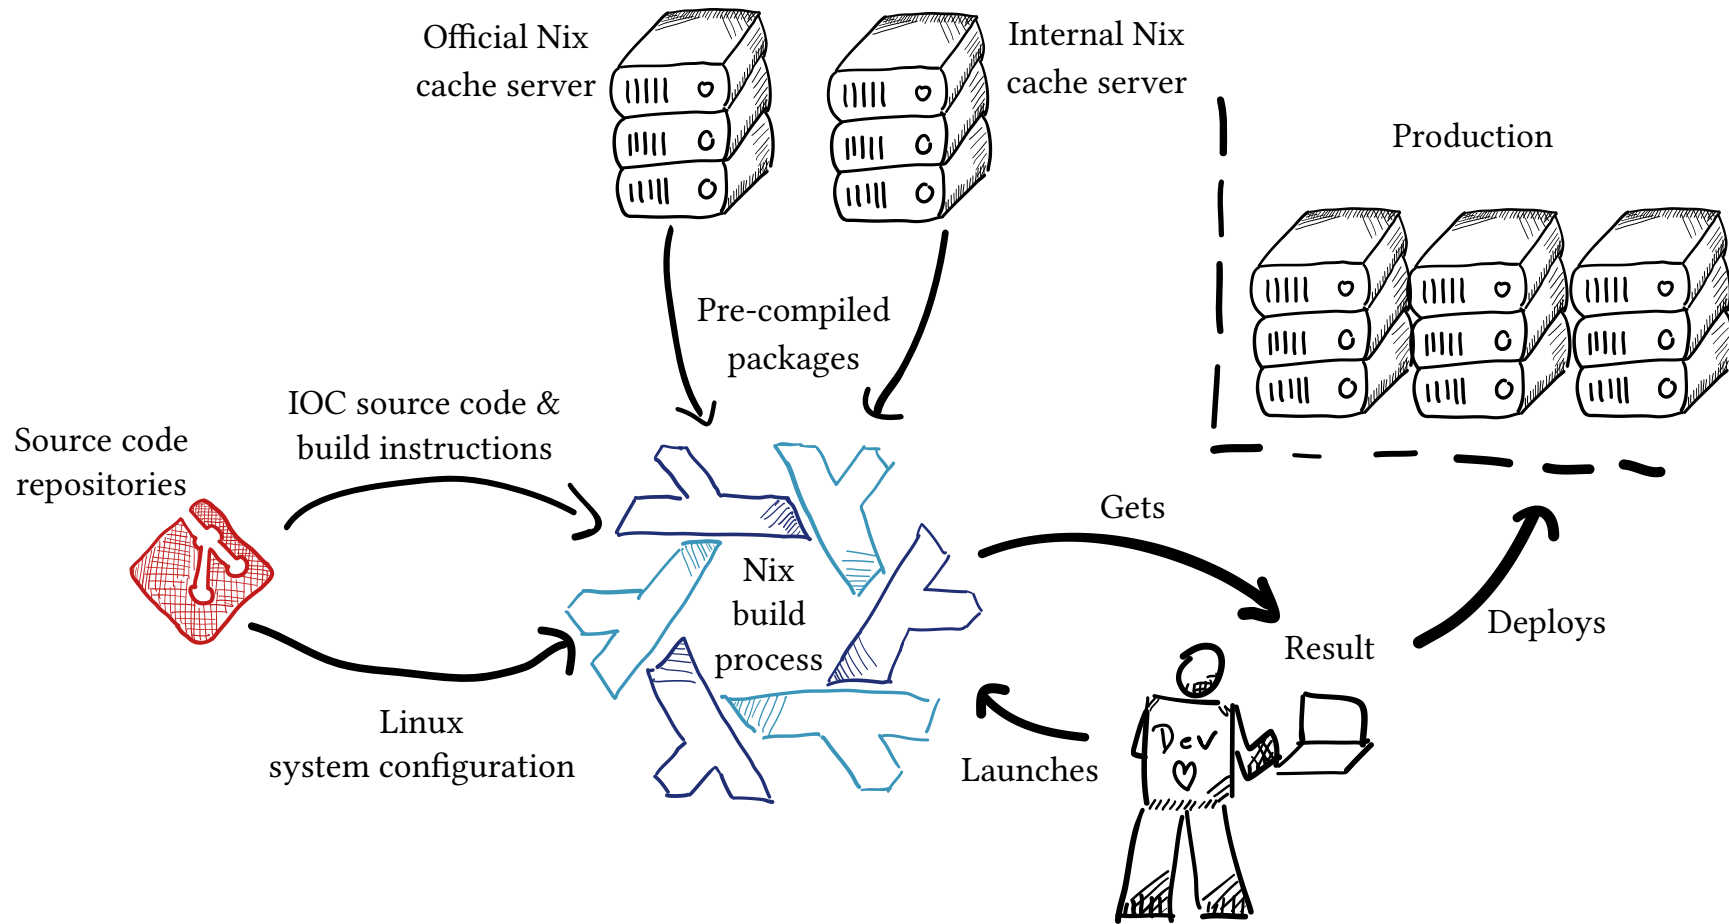 Official Nix
cache server
Internal Nix
cache server
Production
Pre-compiled
packages
IOC source code &
build instructions
Source code
repositories
Gets
Nix
build
process
Result
Deploys
Linux
system configuration
Launches
Dev